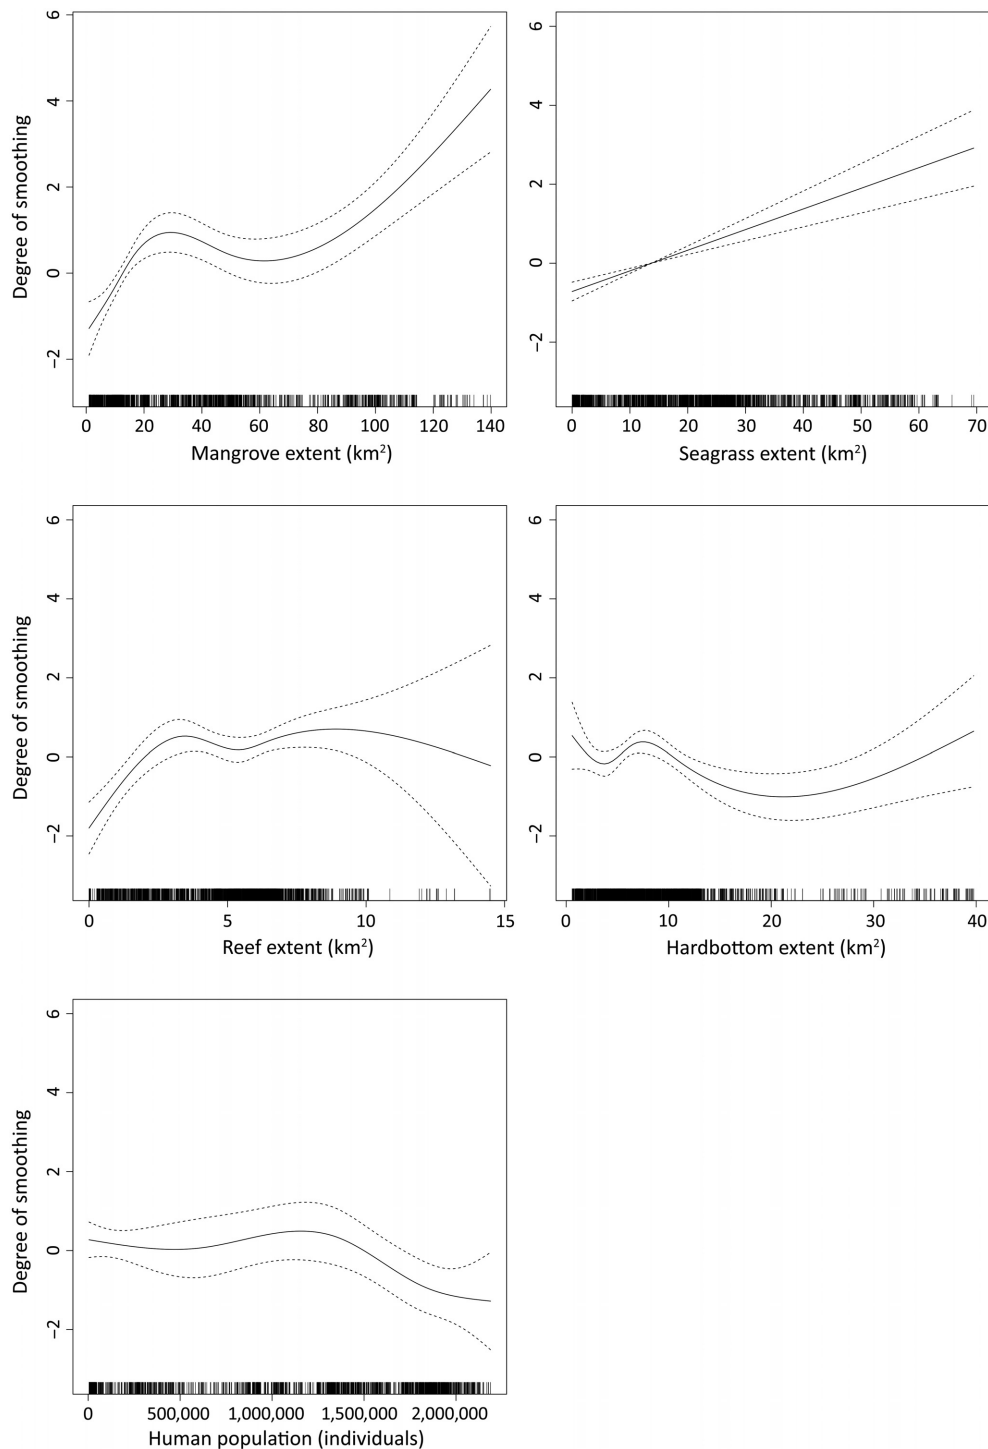 6
4
2
0
−2
Degree of smoothing
0 20 40 60 80 100 120 140
Mangrove extent (km²)
6
4
2
0
−2
0 10 20 30 40 50 60 70
Seagrass extent (km²)
6
4
2
0
−2
Degree of smoothing
0 5 10 15
Reef extent (km²)
6
4
2
0
−2
0 10 20 30 40
Hardbottom extent (km²)
6
4
2
0
−2
Degree of smoothing
0 500,000 1,000,000 1,500,000 2,000,000
Human population (individuals)